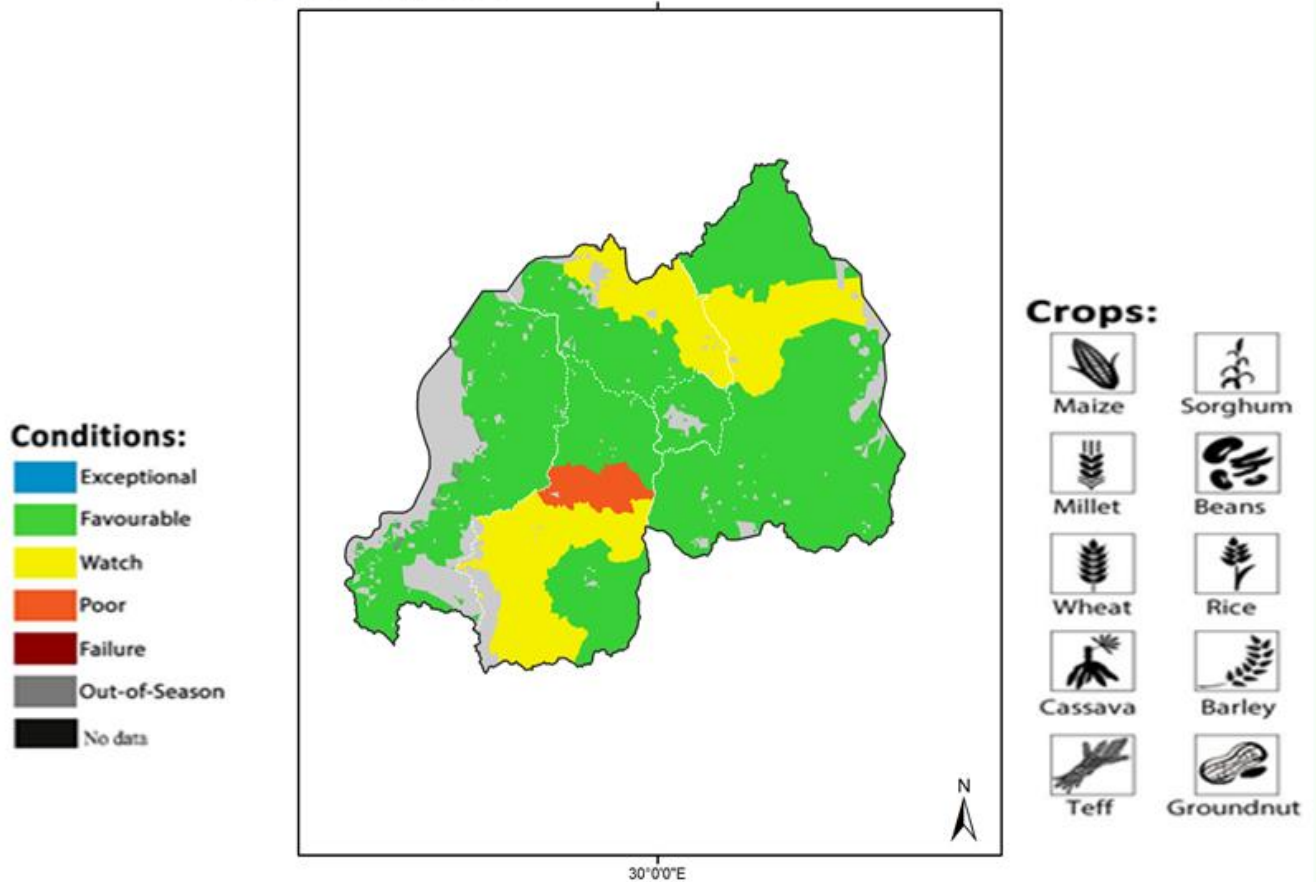 Conditions:
Exceptional
Favourable
Watch
Poor
Failure
Out-of-Season
No data
N
30°0'0"E
Crops:
Maize
Sorghum
Millet
Beans
Wheat
Rice
Cassava
Barley
Teff
Groundnut